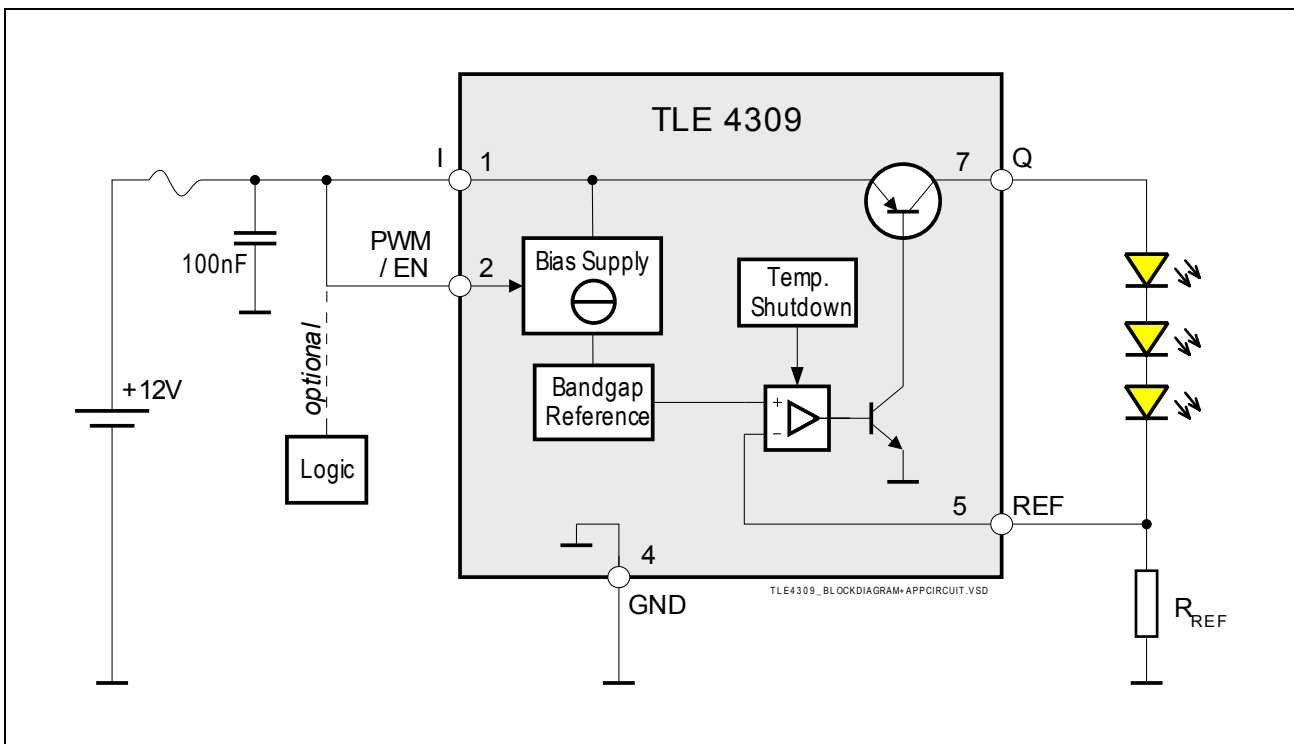 TLE 4309
I
1
7
Q
PWM
/ EN
2
100nF
Bias Supply
Temp.
Shutdown
+12V
optional
Bandgap
Reference
+
−
Logic
5
REF
4
GND
TLE4309_BLOCKDIAGRAM+APPCIRCUIT.VSD
RREF